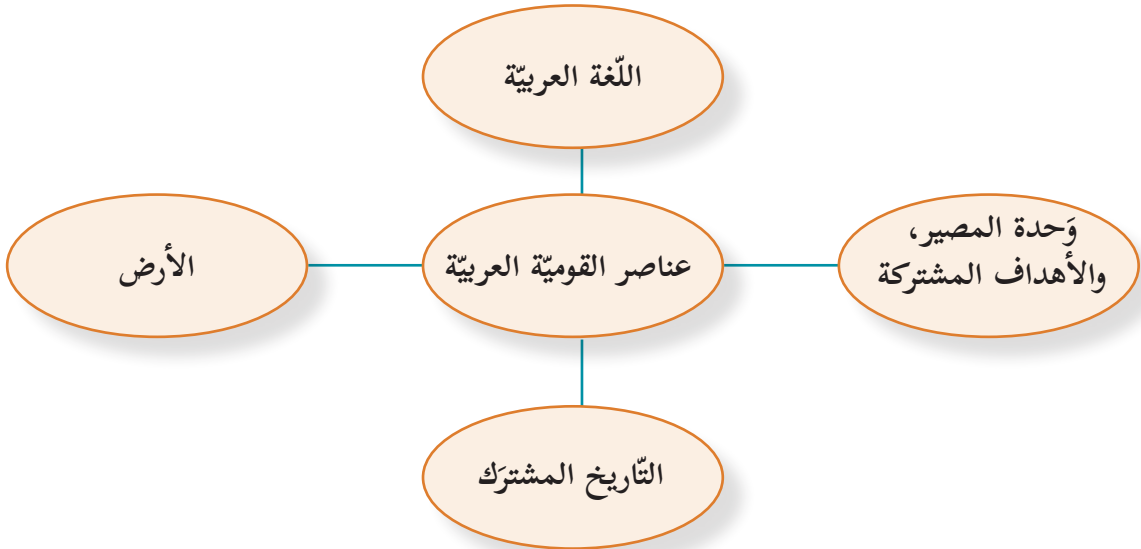 اللّغة العربيّة
وَحدة المصير،
والأهداف المشتركة
عناصر القوميّة العربيّة
الأرض
التّاريخ المشترَك